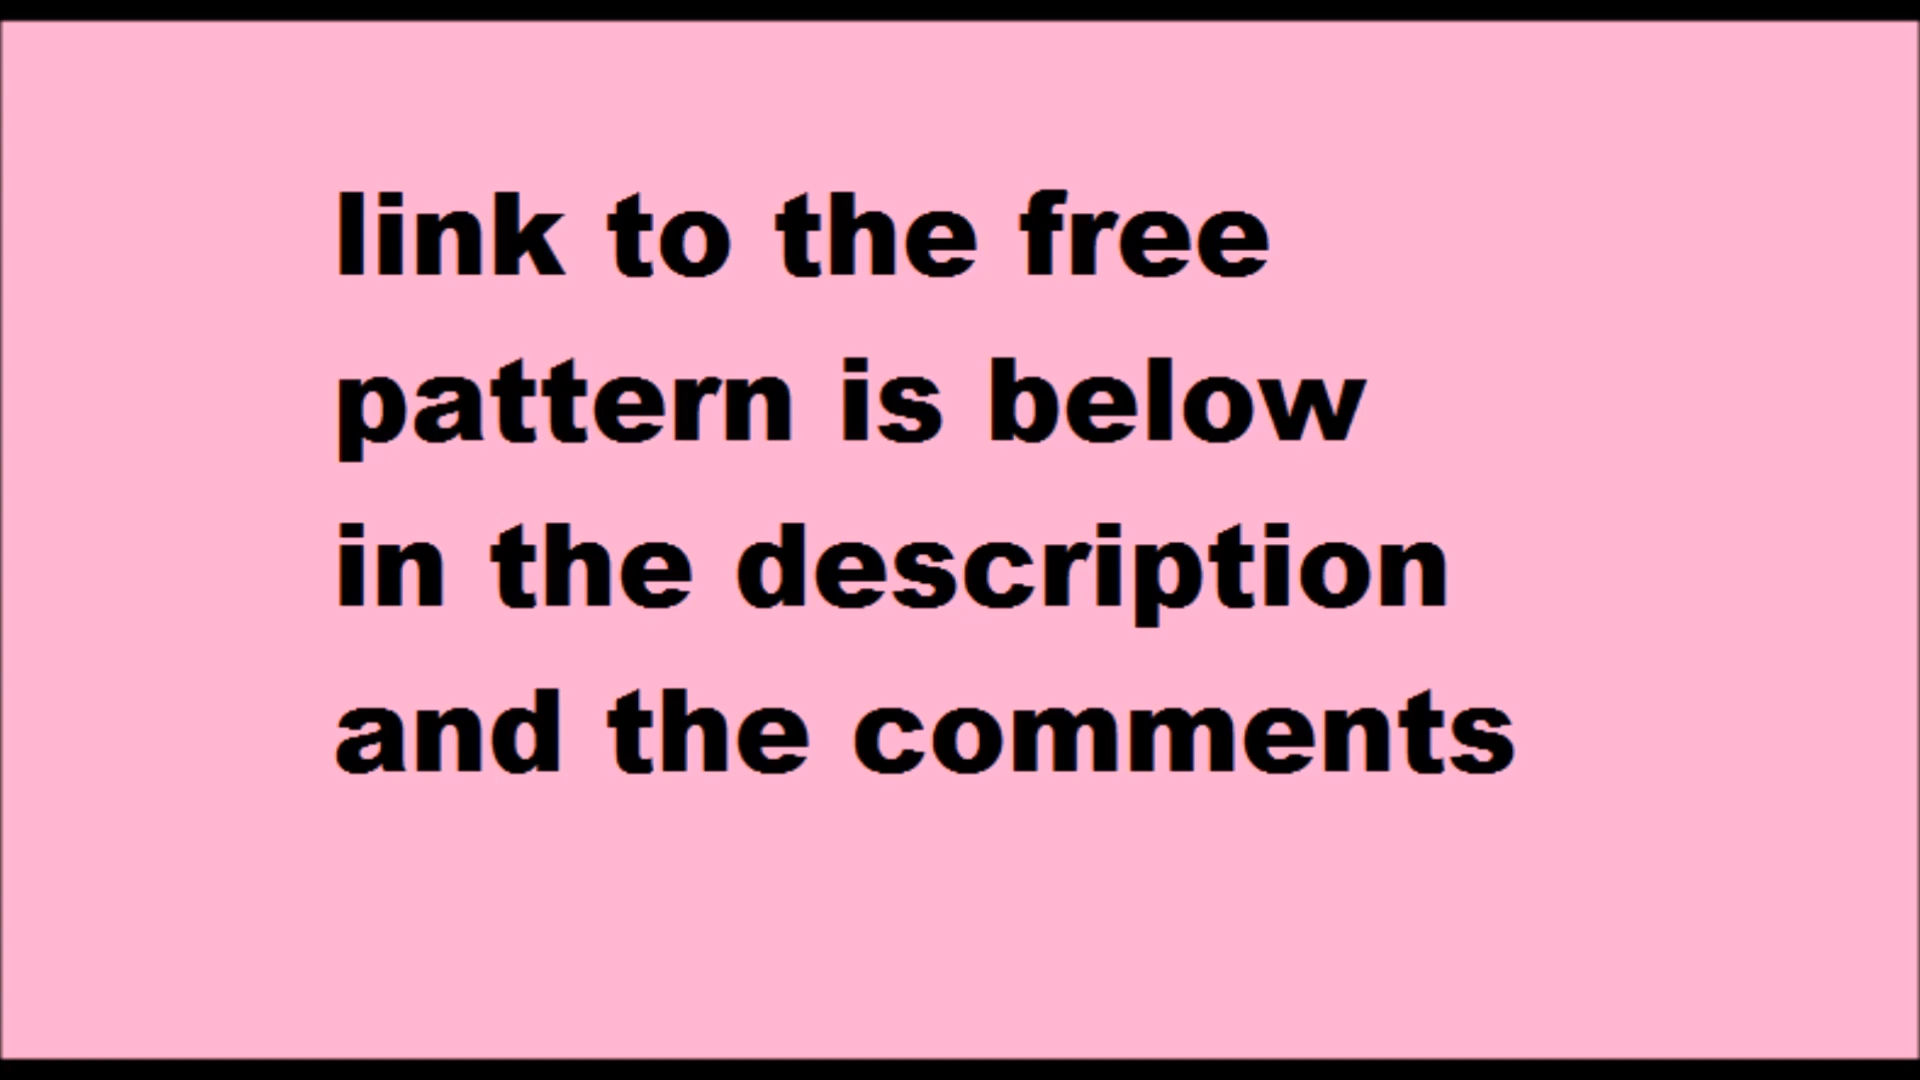 link to the free
pattern is below
in the description
and the comments